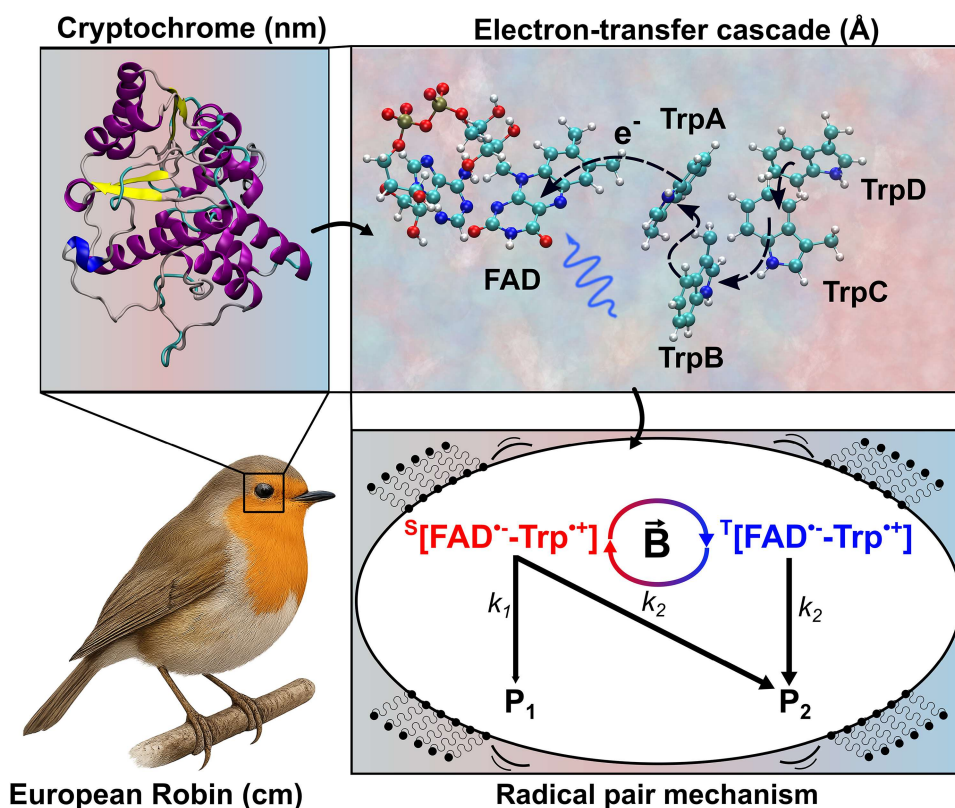 Cryptochrome (nm)
Electron-transfer cascade (Å)
e-
TrpA
TrpD
FAD
TrpC
TrpB
S[FAD•−-Trp•+]
B⃗
T[FAD•−-Trp•+]
k1
k2
k2
P1
P2
European Robin (cm)
Radical pair mechanism